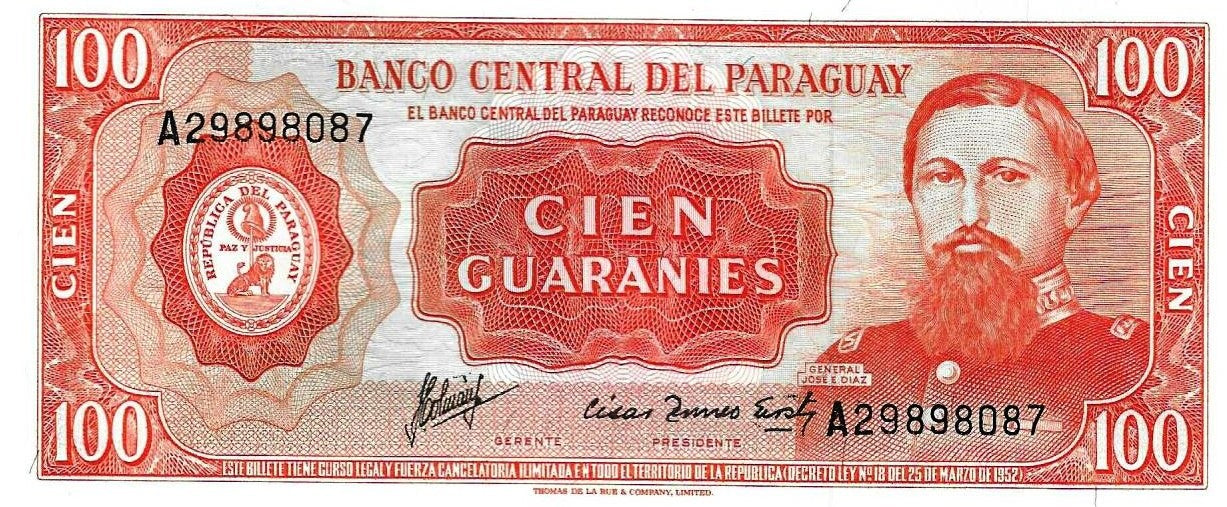 100
100
BANCO CENTRAL DEL PARAGUAY
EL BANCO CENTRAL DEL PARAGUAY RECONOCE ESTE BILLETE POR
A29898087
REPÚBLICA DEL PARAGUAY
PAZ Y JUSTICIA
CIEN
CIEN
GUARANIES
CIEN
GENERAL
JOSÉ E. DIAZ
A29898087
GERENTE
PRESIDENTE
100
100
ESTE BILLETE TIENE CURSO LEGAL Y FUERZA CANCELATORIA ILIMITADA EN TODO EL TERRITORIO DE LA REPUBLICA (DECRETO LEY Nº 18 DEL 25 DE MARZO DE 1952)
THOMAS DE LA RUE & COMPANY, LIMITED.